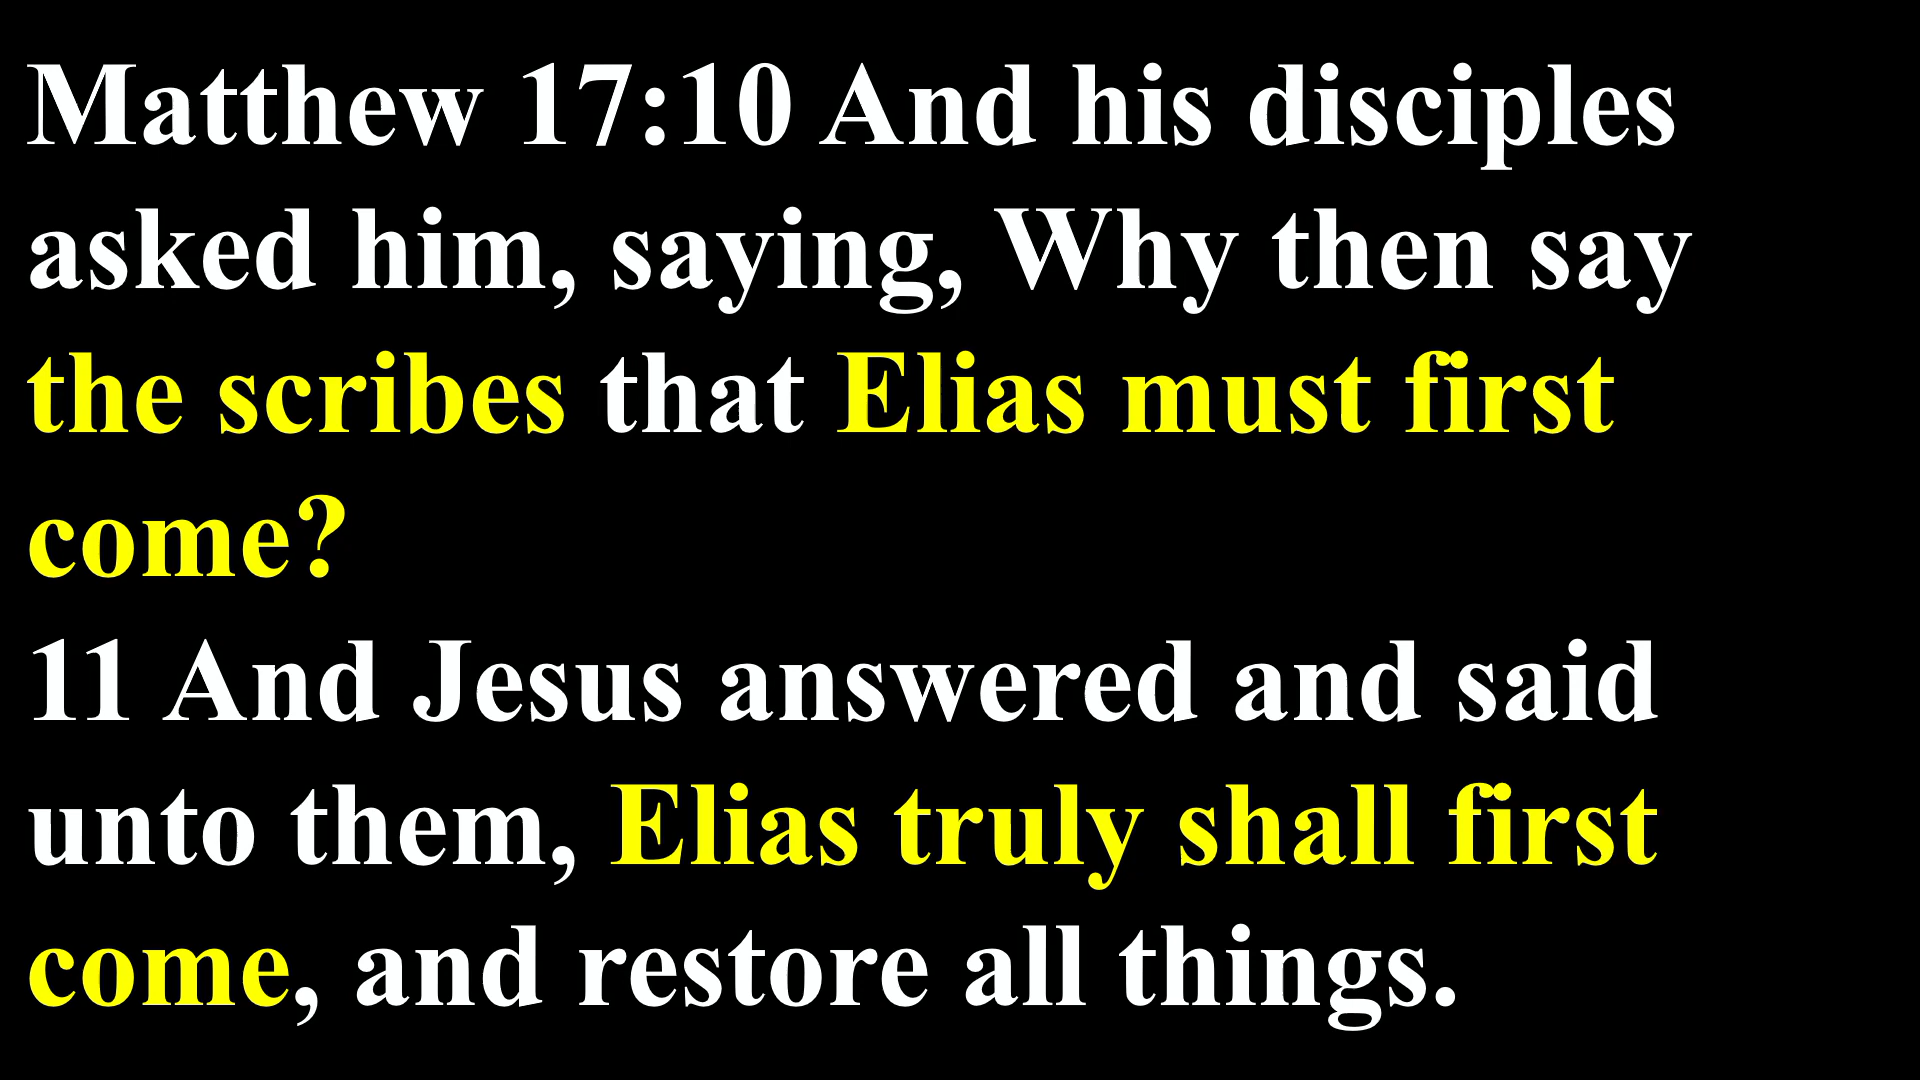 Matthew 17:10 And his disciples
asked him, saying, Why then say
the scribes that Elias must first
come?
11 And Jesus answered and said
unto them, Elias truly shall first
come, and restore all things.